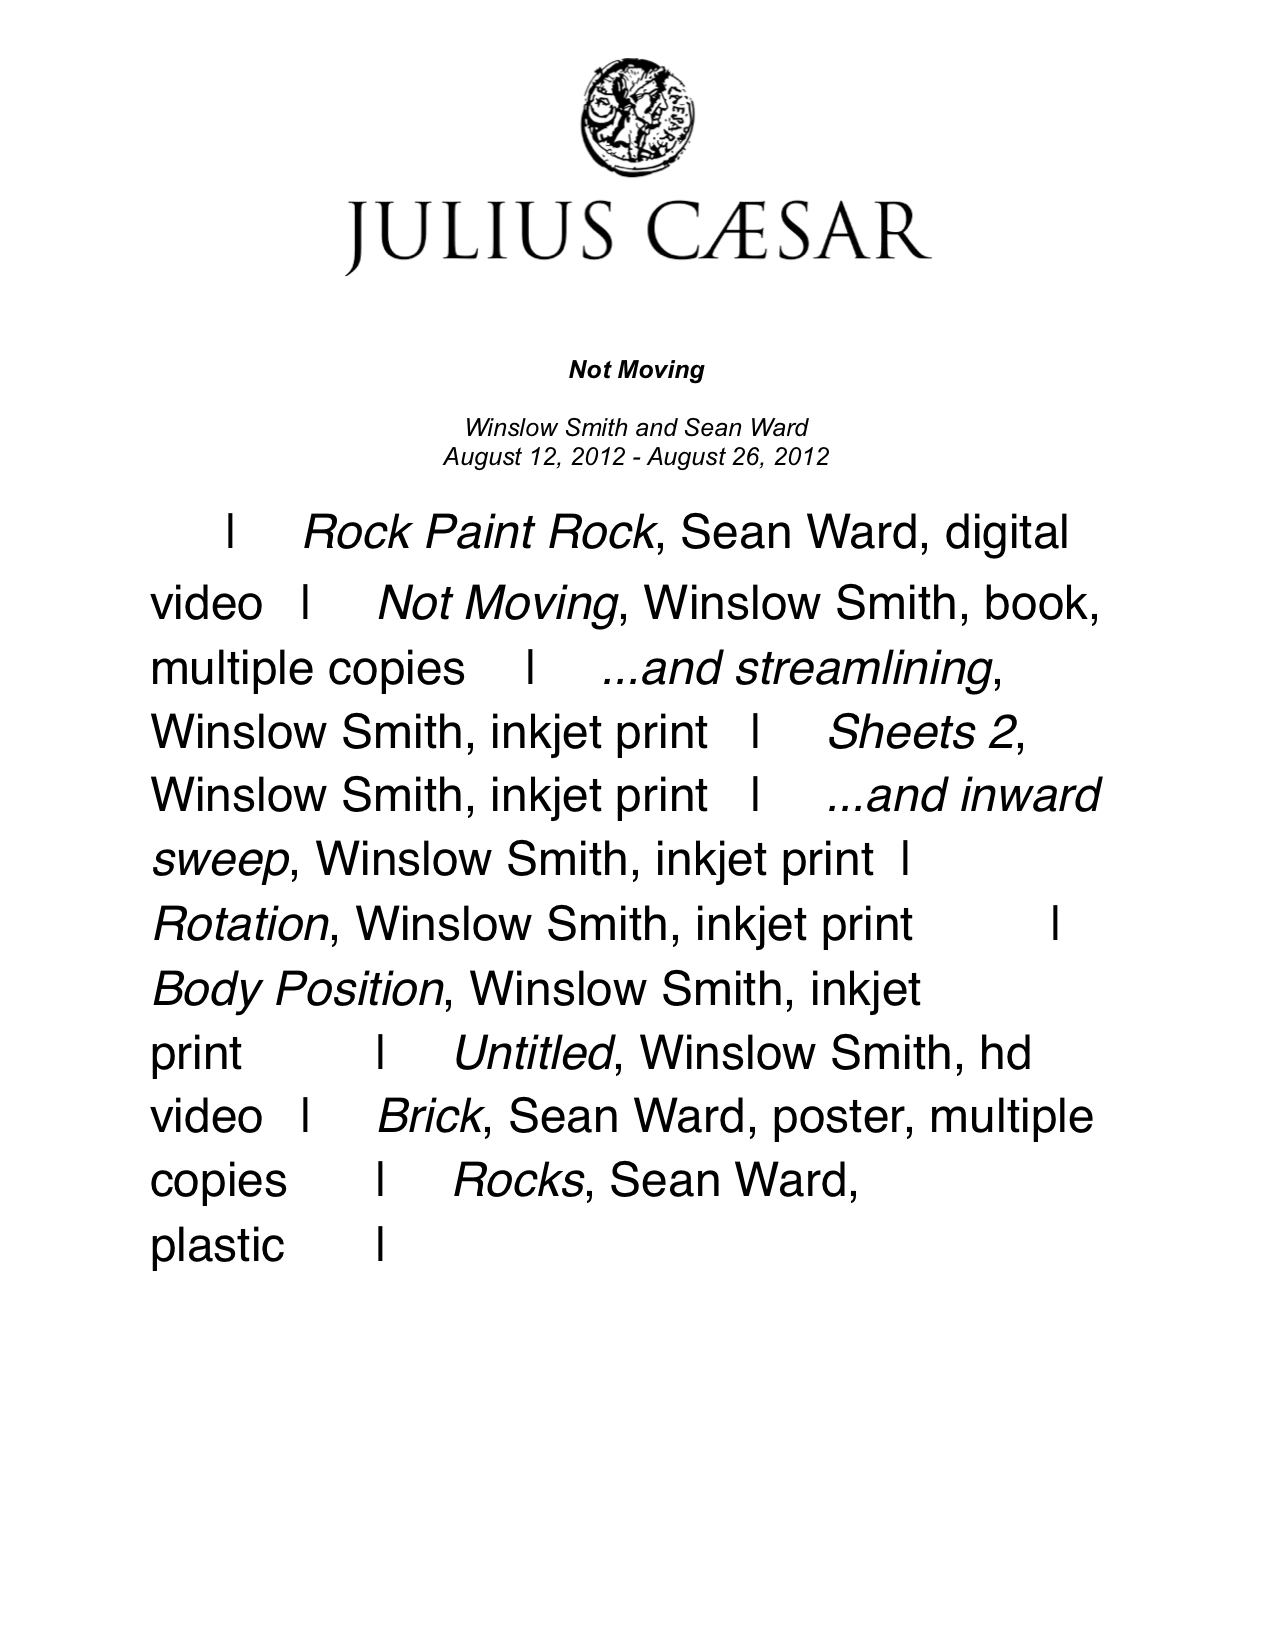 CAESAR
JULIUS CÆSAR
Not Moving
Winslow Smith and Sean Ward
August 12, 2012 - August 26, 2012
| Rock Paint Rock, Sean Ward, digital
video | Not Moving, Winslow Smith, book,
multiple copies | ...and streamlining,
Winslow Smith, inkjet print | Sheets 2,
Winslow Smith, inkjet print | ...and inward
sweep, Winslow Smith, inkjet print |
Rotation, Winslow Smith, inkjet print |
Body Position, Winslow Smith, inkjet
print | Untitled, Winslow Smith, hd
video | Brick, Sean Ward, poster, multiple
copies | Rocks, Sean Ward,
plastic |